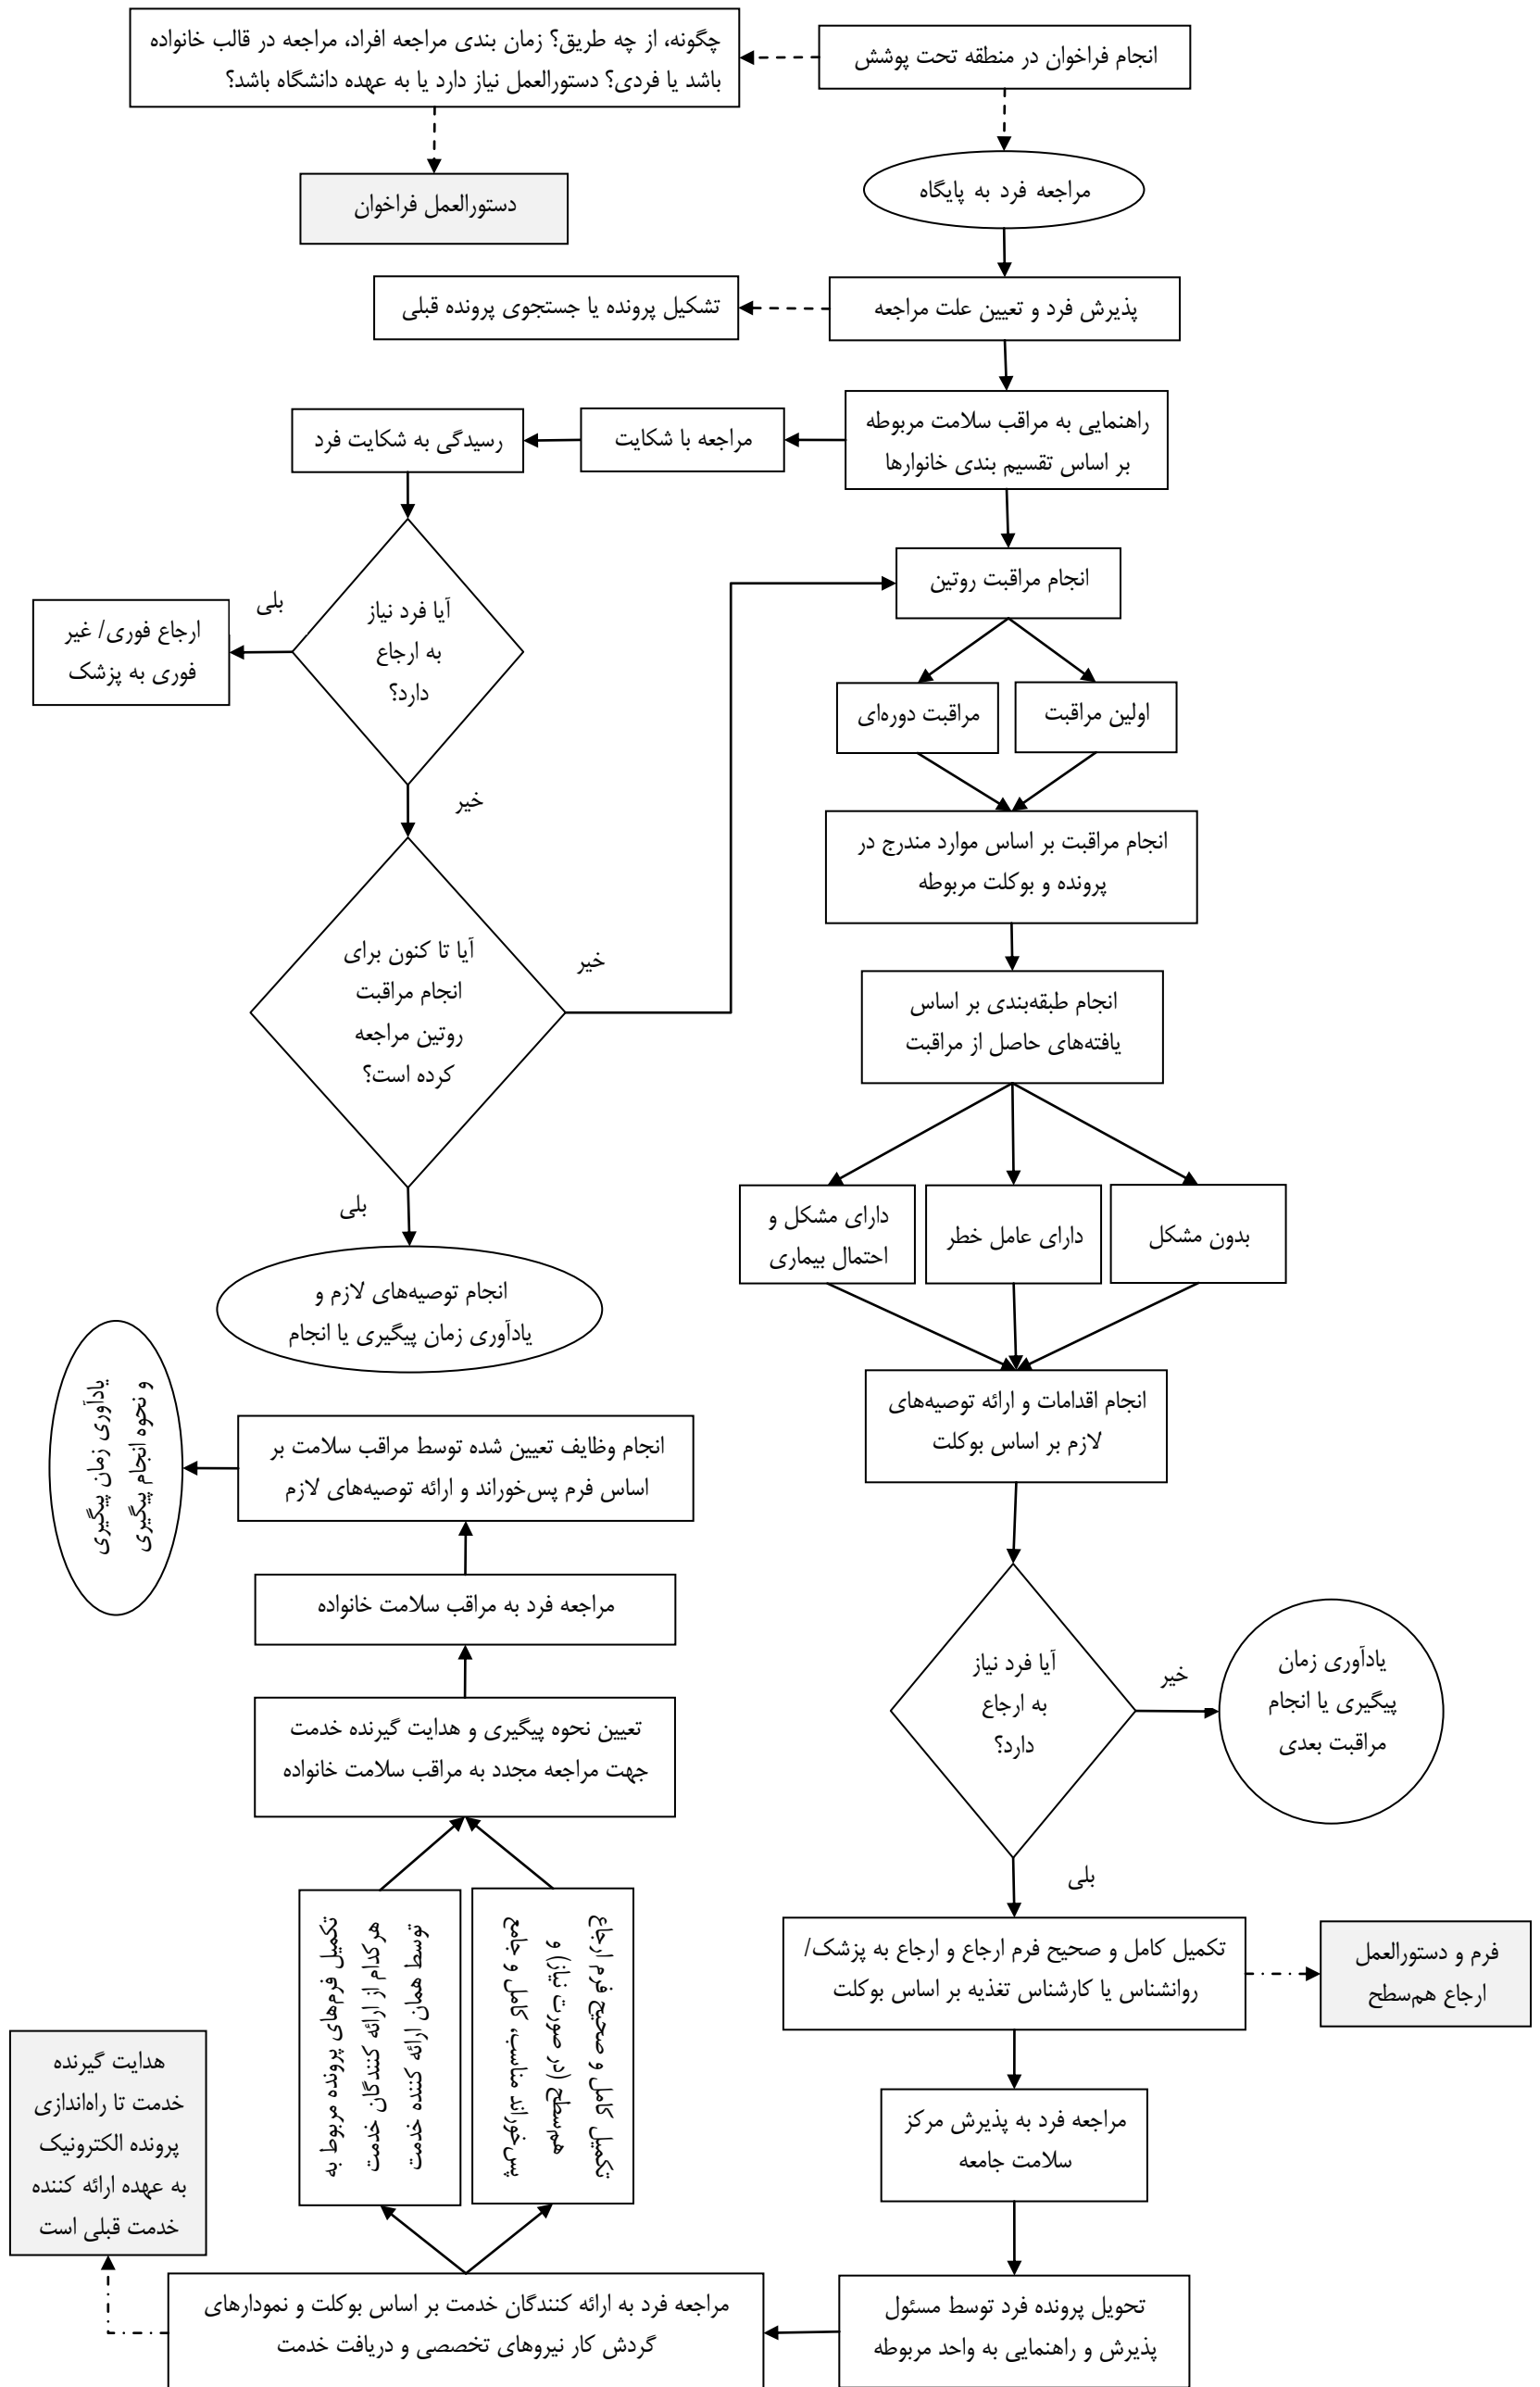 انجام فراخوان در منطقه تحت پوشش
چگونه، از چه طریق؟ زمان بندی مراجعه افراد، مراجعه در قالب خانواده
باشد یا فردی؟ دستورالعمل نیاز دارد یا به عهده دانشگاه باشد؟
دستورالعمل فراخوان
مراجعه فرد به پایگاه
پذیرش فرد و تعیین علت مراجعه
تشکیل پرونده یا جستجوی پرونده قبلی
راهنمایی به مراقب سلامت مربوطه
بر اساس تقسیم بندی خانوارها
مراجعه با شکایت
رسیدگی به شکایت فرد
آیا فرد نیاز
به ارجاع
دارد؟
بلی
ارجاع فوری/ غیر
فوری به پزشک
خیر
آیا تا کنون برای
انجام مراقبت
روتین مراجعه
کرده است؟
خیر
بلی
انجام توصیه‌های لازم و
یادآوری زمان پیگیری یا انجام
انجام مراقبت روتین
اولین مراقبت
مراقبت دوره‌ای
انجام مراقبت بر اساس موارد مندرج در
پرونده و بوکلت مربوطه
انجام طبقه‌بندی بر اساس
یافته‌های حاصل از مراقبت
بدون مشکل
دارای عامل خطر
دارای مشکل و
احتمال بیماری
انجام اقدامات و ارائه توصیه‌های
لازم بر اساس بوکلت
آیا فرد نیاز
به ارجاع
دارد؟
خیر
یادآوری زمان
پیگیری یا انجام
مراقبت بعدی
بلی
تکمیل کامل و صحیح فرم ارجاع و ارجاع به پزشک/
روانشناس یا کارشناس تغذیه بر اساس بوکلت
فرم و دستورالعمل
ارجاع هم‌سطح
مراجعه فرد به پذیرش مرکز
سلامت جامعه
تحویل پرونده فرد توسط مسئول
پذیرش و راهنمایی به واحد مربوطه
مراجعه فرد به ارائه کنندگان خدمت بر اساس بوکلت و نمودارهای
گردش کار نیروهای تخصصی و دریافت خدمت
هدایت گیرنده
خدمت تا راه‌اندازی
پرونده الکترونیک
به عهده ارائه کننده
خدمت قبلی است
تکمیل کامل و صحیح فرم ارجاع
هم‌سطح (در صورت نیاز) و
پس‌خوراند مناسب، کامل و جامع
تکمیل فرم‌های پرونده مربوط به
هرکدام از ارائه کنندگان خدمت
توسط همان ارائه کننده خدمت
تعیین نحوه پیگیری و هدایت گیرنده خدمت
جهت مراجعه مجدد به مراقب سلامت خانواده
مراجعه فرد به مراقب سلامت خانواده
انجام وظایف تعیین شده توسط مراقب سلامت بر
اساس فرم پس‌خوراند و ارائه توصیه‌های لازم
یادآوری زمان پیگیری
و نحوه انجام پیگیری